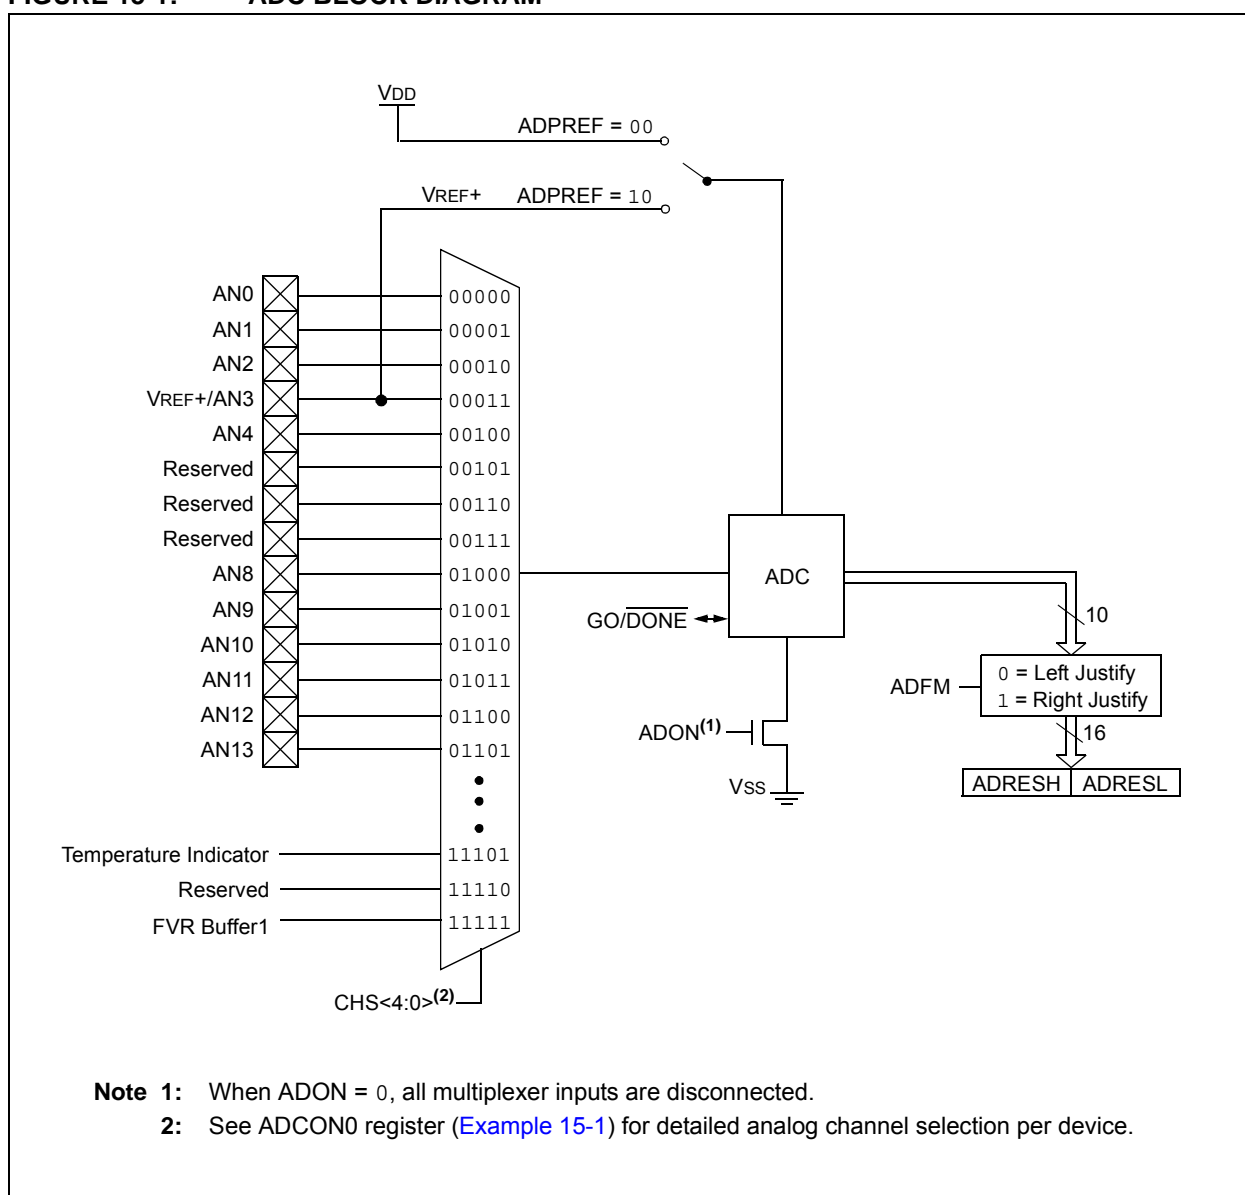 VDD
ADPREF = 00
VREF+ ADPREF = 10
AN0 00000
AN1 00001
AN2 00010
VREF+/AN3 00011
AN4 00100
Reserved 00101
Reserved 00110
Reserved 00111
AN8 01000
ADC
AN9 01001
GO/DONE
10
AN10 01010
AN11 01011
ADFM
0 = Left Justify
1 = Right Justify
AN12 01100
ADON(1)
16
AN13 01101
VSS
ADRESH ADRESL
Temperature Indicator 11101
Reserved 11110
FVR Buffer1 11111
CHS<4:0>(2)
Note 1: When ADON = 0, all multiplexer inputs are disconnected.
2: See ADCON0 register (Example 15-1) for detailed analog channel selection per device.